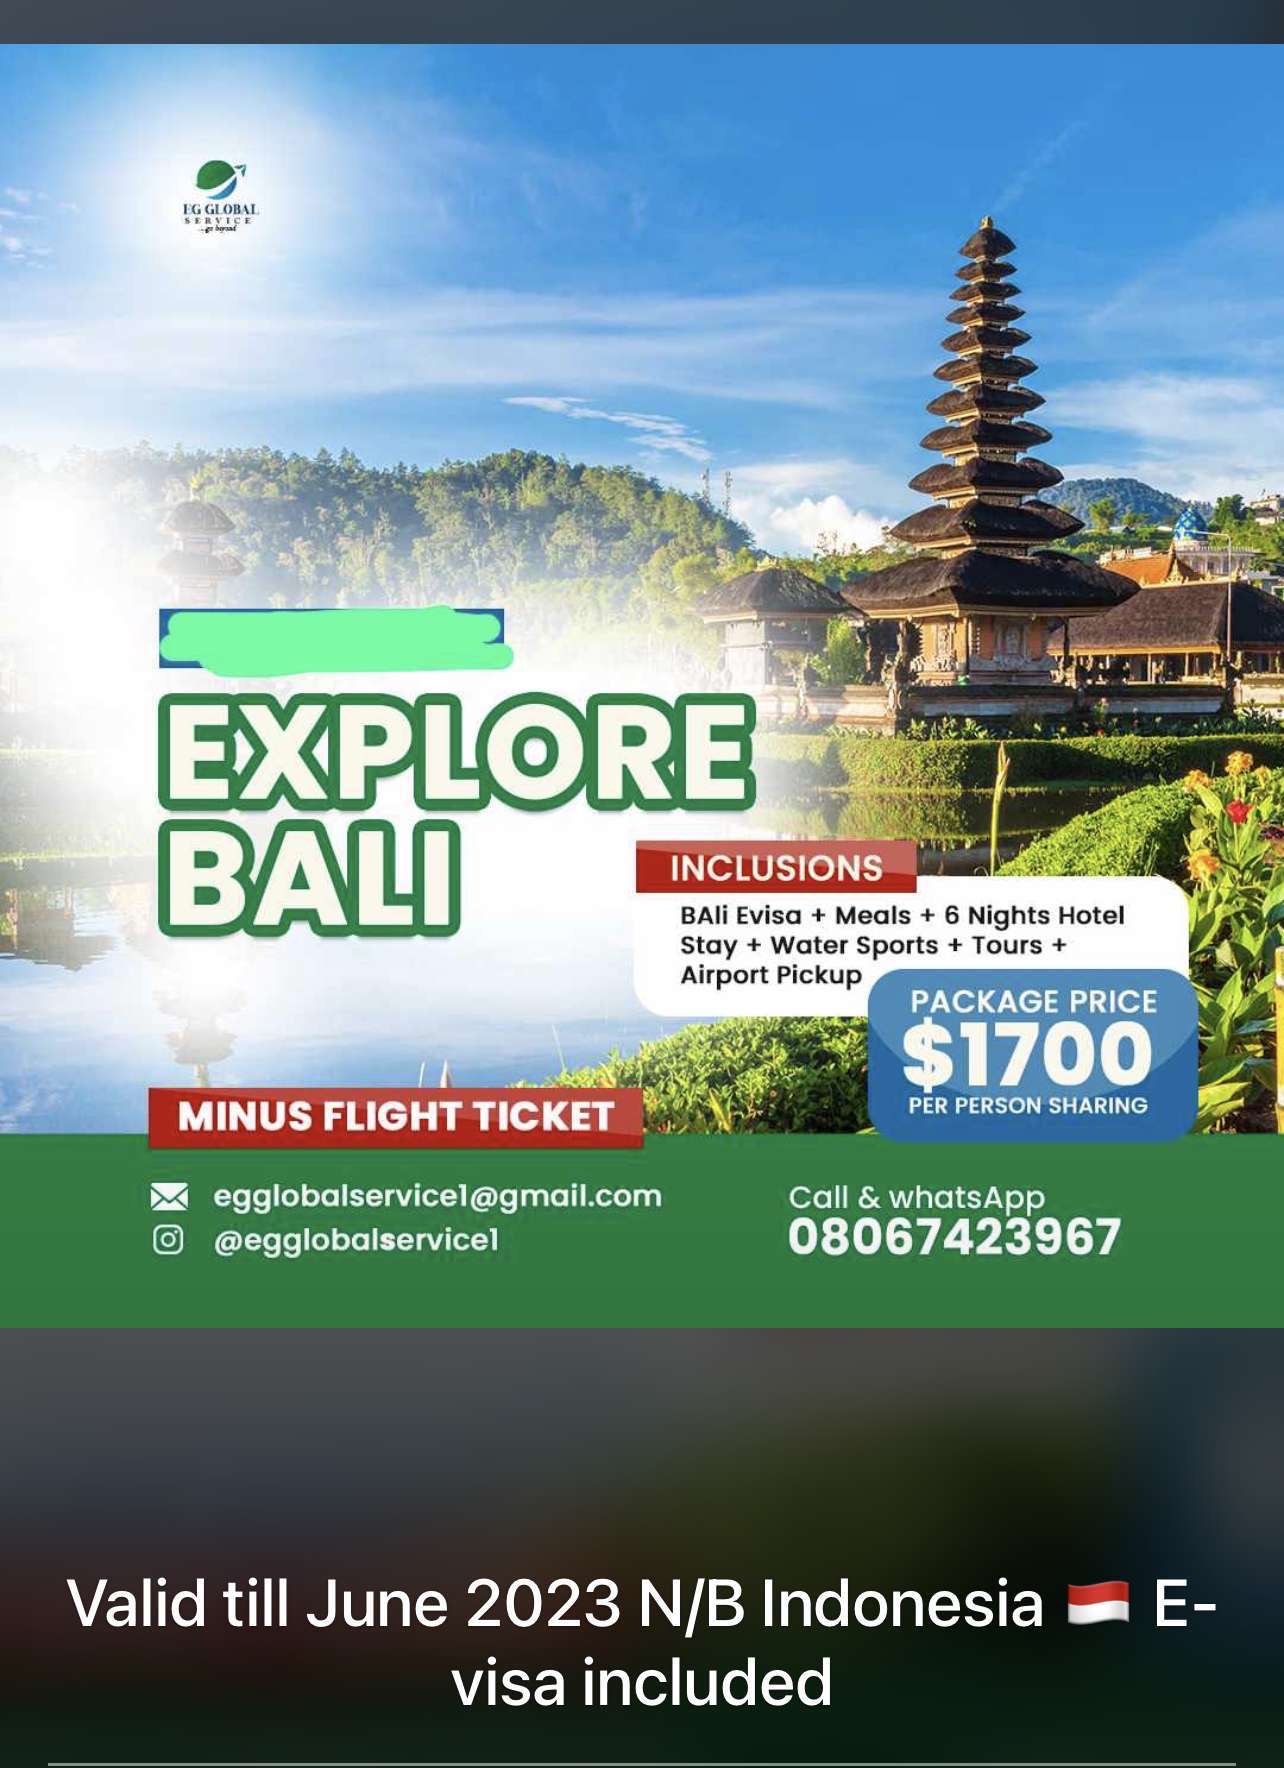 EG GLOBAL
SERVICE
...go beyond
EXPLORE
BALI
INCLUSIONS
BAli Evisa + Meals + 6 Nights Hotel
Stay + Water Sports + Tours +
Airport Pickup
PACKAGE PRICE
$1700
PER PERSON SHARING
MINUS FLIGHT TICKET
egglobalservice1@gmail.com
@egglobalservice1
Call & whatsApp
08067423967
Valid till June 2023 N/B Indonesia 🇮🇩 E-
visa included